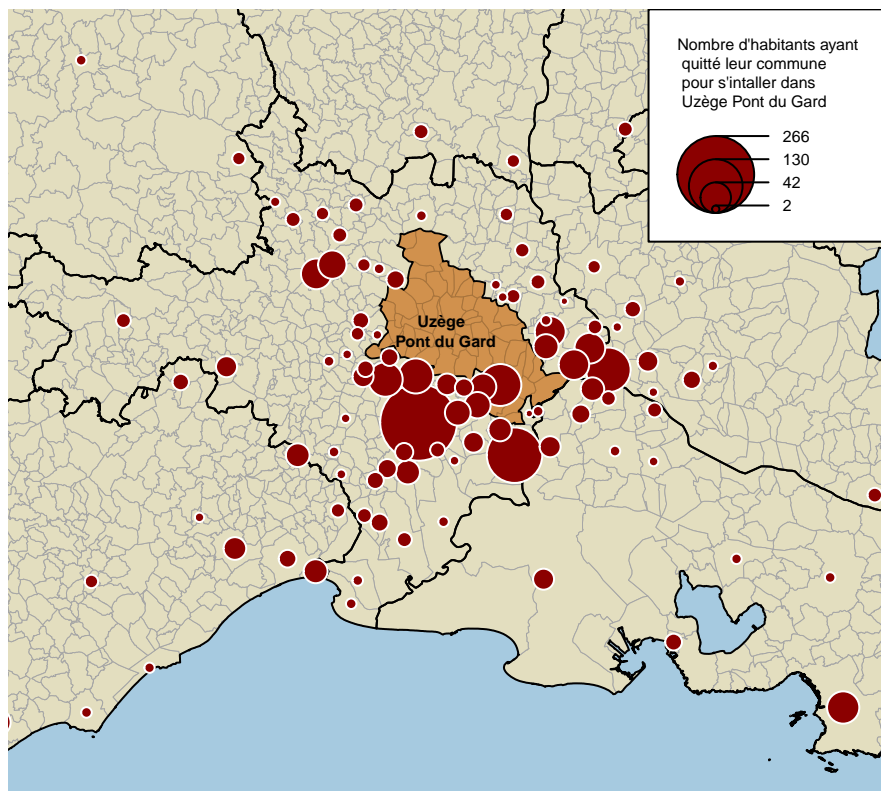 Nombre d'habitants ayant
quitté leur commune
pour s'intaller dans
Uzège Pont du Gard
266
130
42
2
Uzège
Pont du Gard